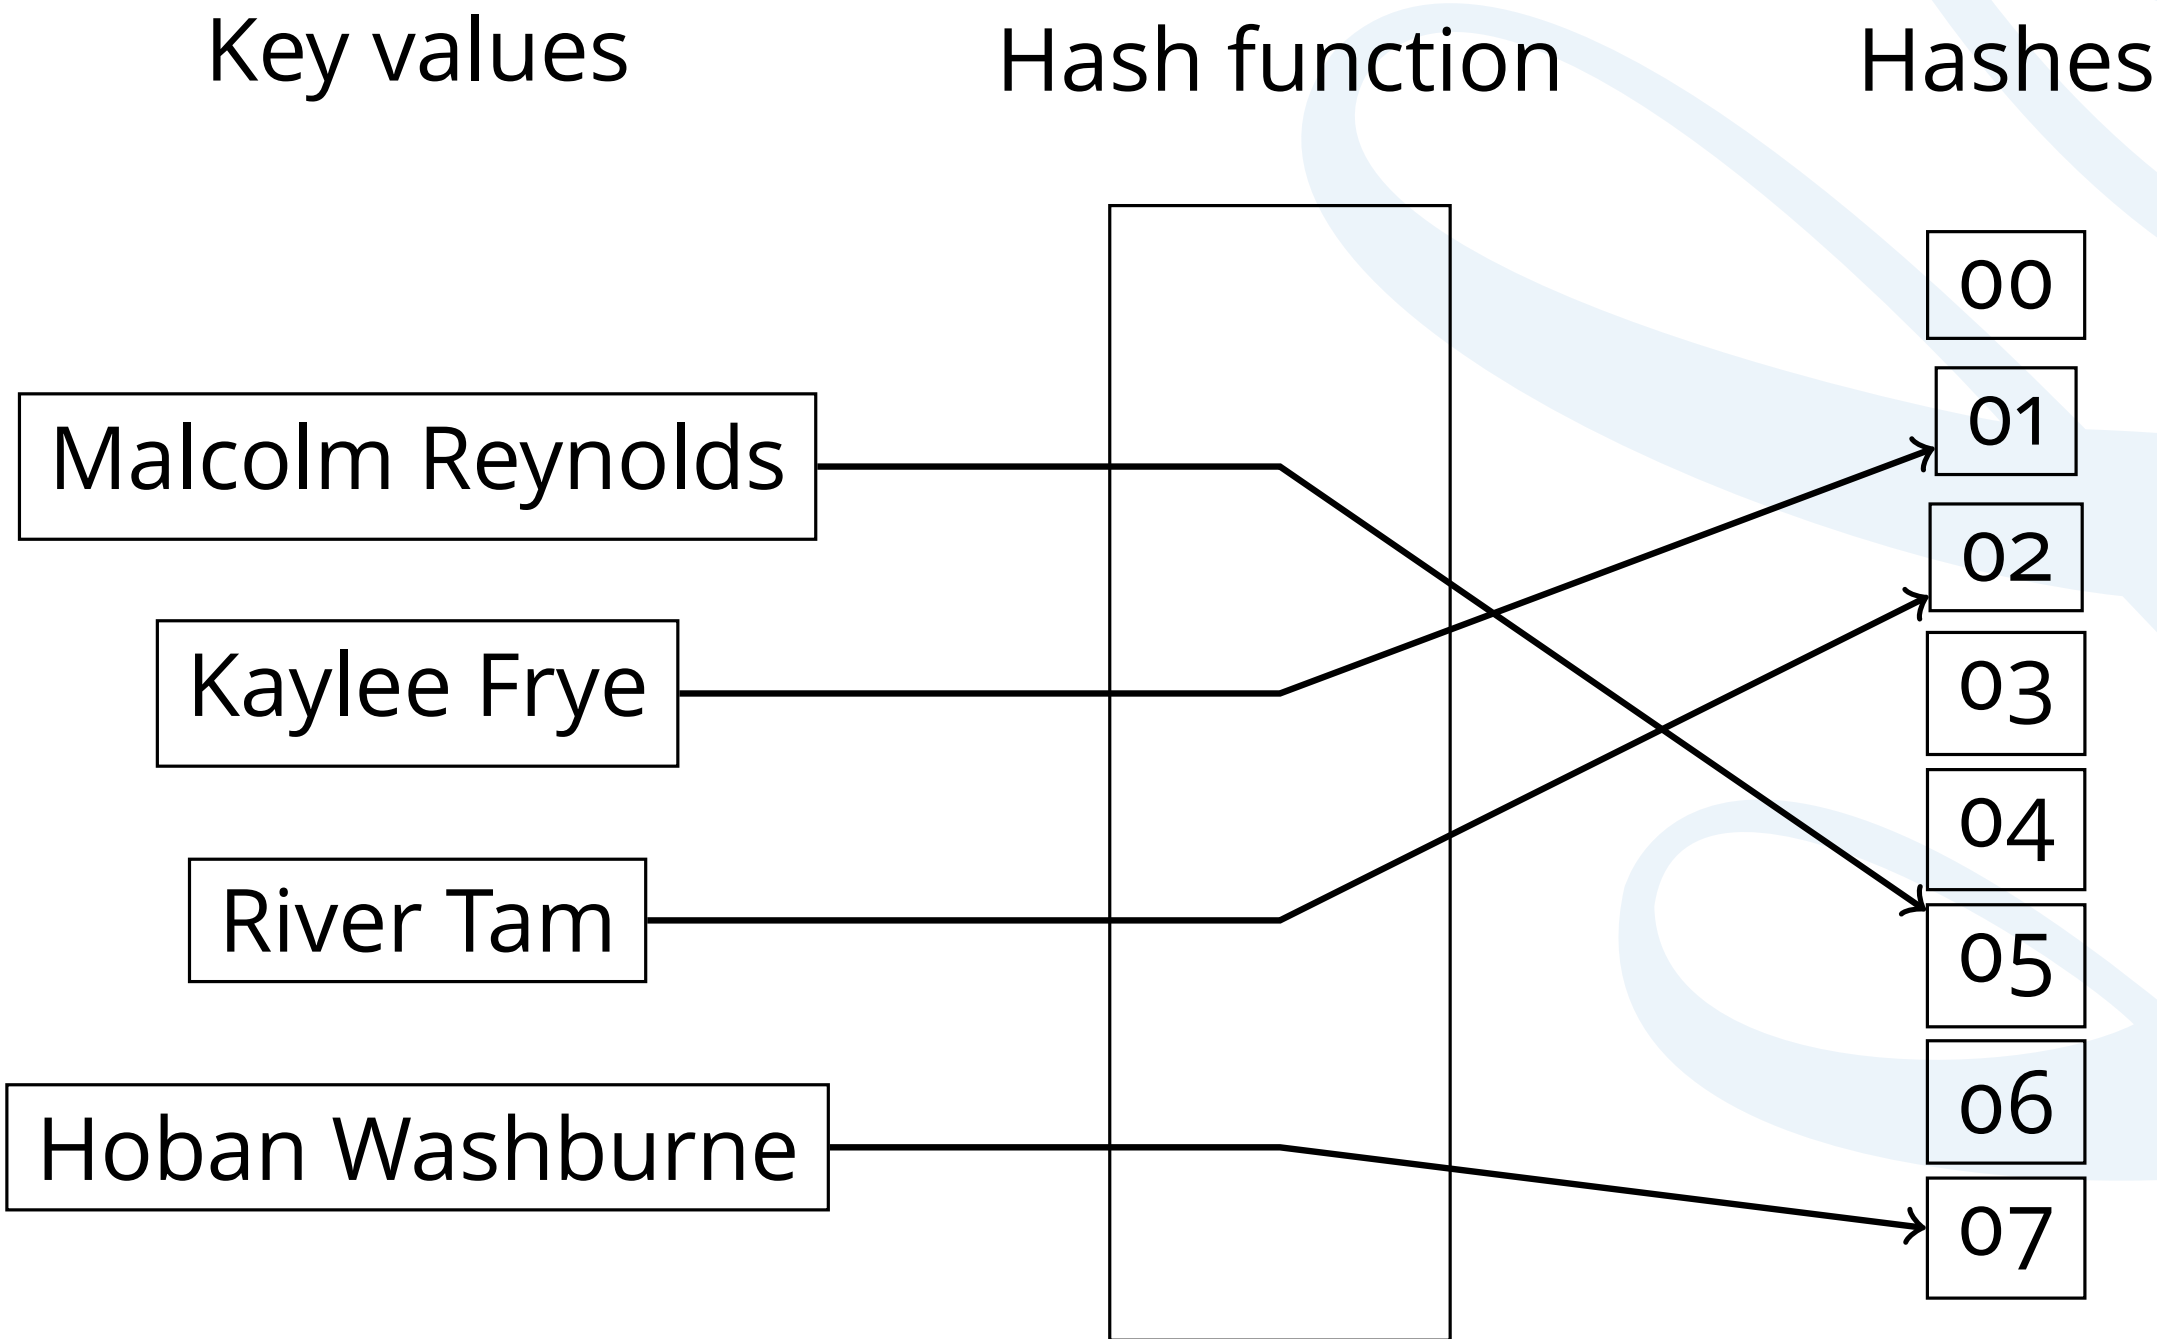 Key values
Hash function
Hashes
Malcolm Reynolds
Kaylee Frye
River Tam
Hoban Washburne
00
01
02
03
04
05
06
07